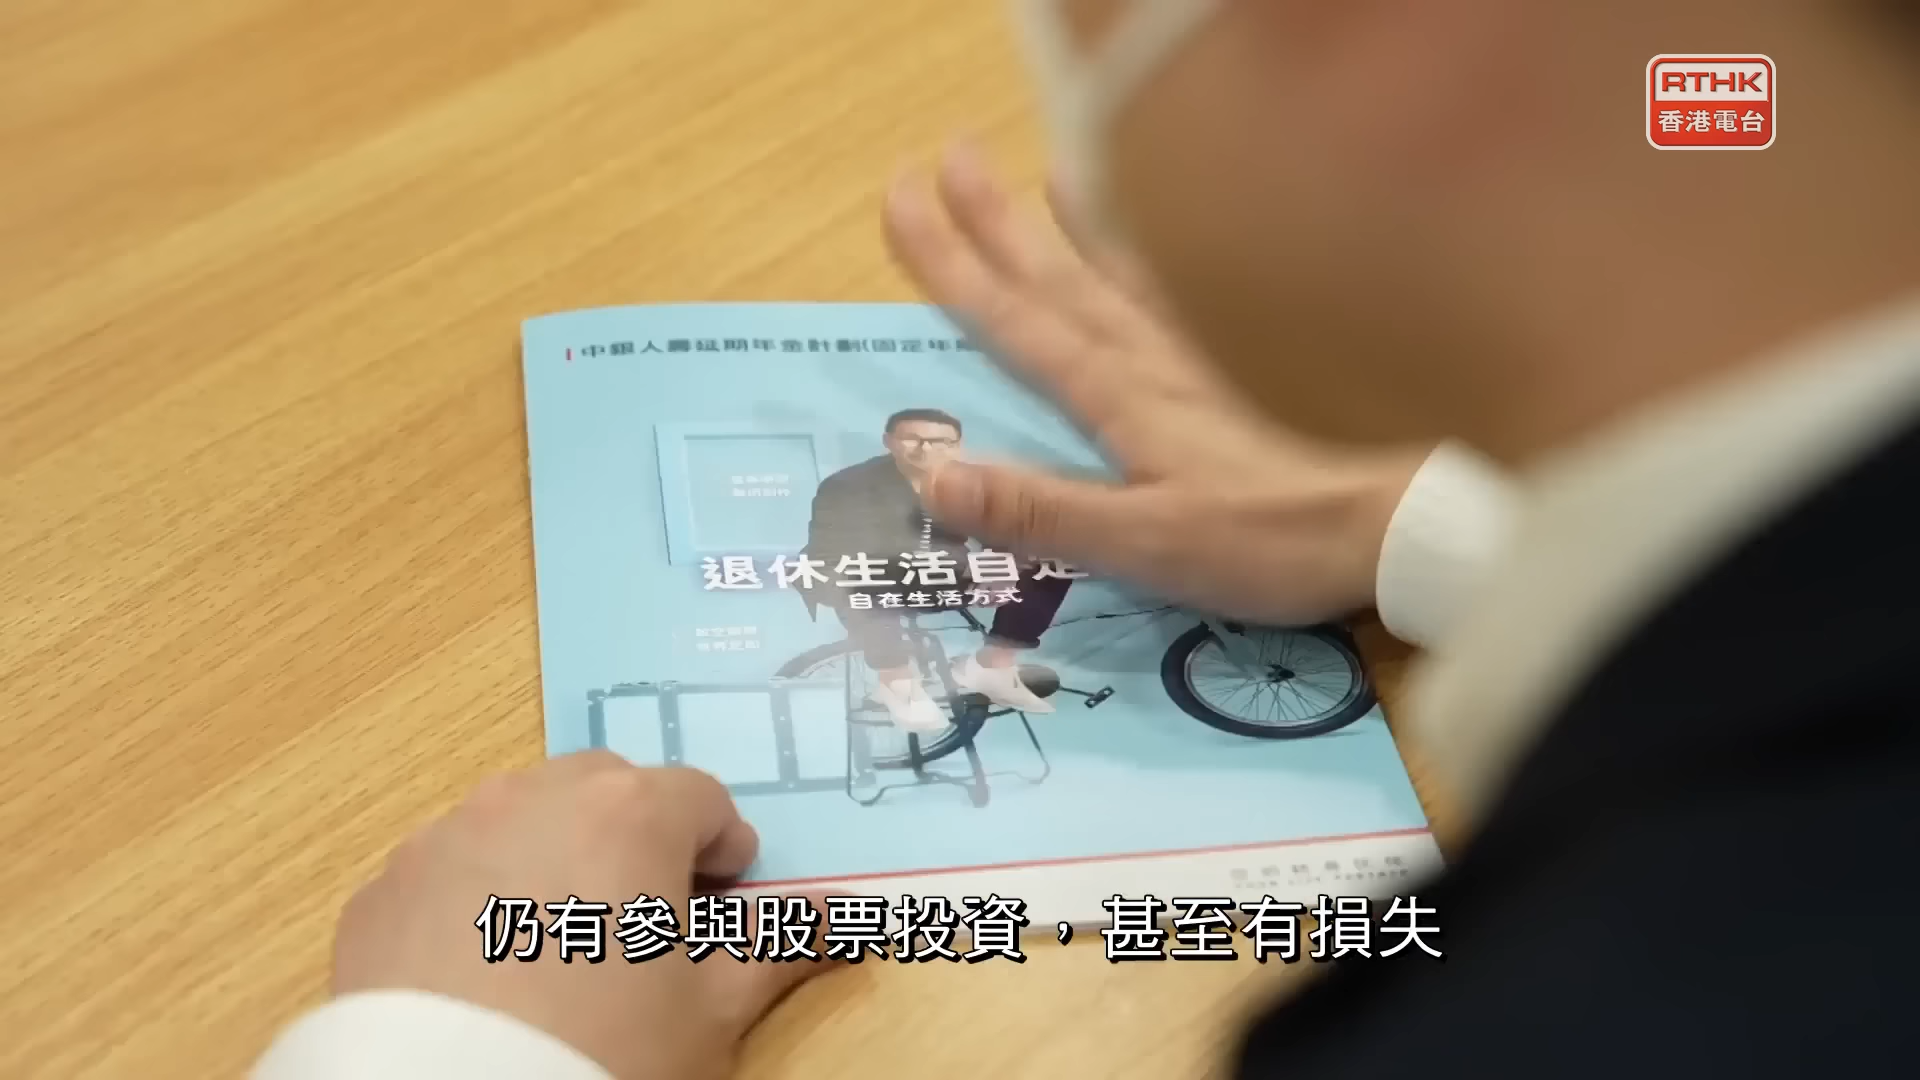 RTHK
香港電台
中銀人壽延期年金計劃(固定年
退休生活自定
自在生活方式
仍有參與股票投資，甚至有損失